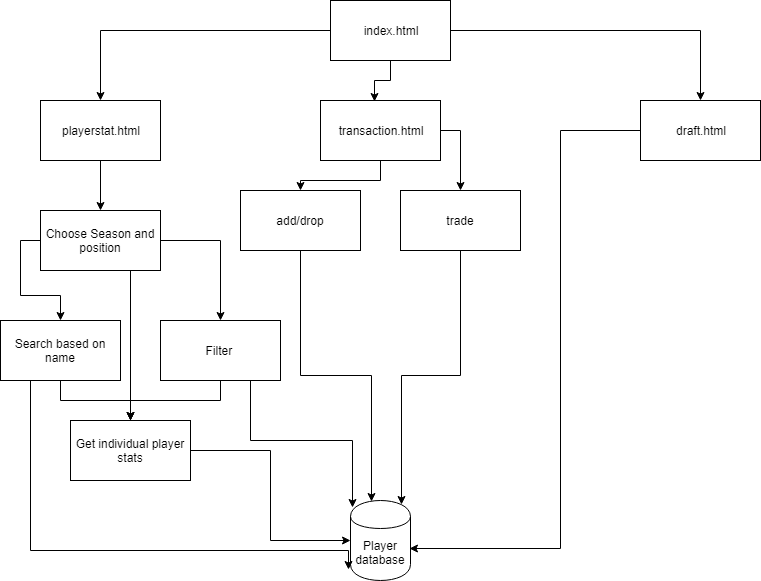 index.html
playerstat.html
transaction.html
draft.html
Choose Season and
position
add/drop
trade
Search based on
name
Filter
Get individual player
stats
Player
database